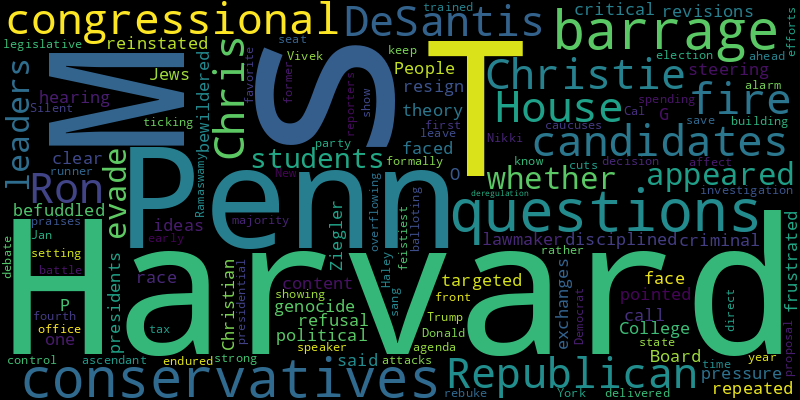 congressional
DeSantis
trained
critical
revisions
legislative
reinstated
favorite
seat
Vivek
keep
barrage
election
ahead
efforts
leaders
M
Jews
bewildered
Chris
former
S
reporters
show
People
T
Christie
steering
alarm
hearing
Silent
resign
House
fire
spending
ticking
theory
Cal
G
save
building
party
first
leave
Nikki
caucuses
candidates
clear
evade
Penn
students
faced
formally
O
know
cuts
decision
affect
runner
Ron
Ramaswamy
New
whether
appeared
deregulation
investigation
befuddled
praises
ideas
majority
overflowing
feistiest
balloting
questions
Jan
early
Ziegler
lawmaker
disciplined
criminal
frustrated
debate
setting
battle
presidents
Harvard
race
Christian
presidential
content
showing
Haley
sang
targeted
exchanges
Democrat
rather
face
pointed
direct
P
fourth
office
one
tax
genocide
refusal
political
front
Trump
Donald
agenda
call
College
state
proposal
control
ascendant
endured
strong
speaker
said
attacks
Board
time
year
conservatives
Republican
pressure
rebuke
York
delivered
repeated